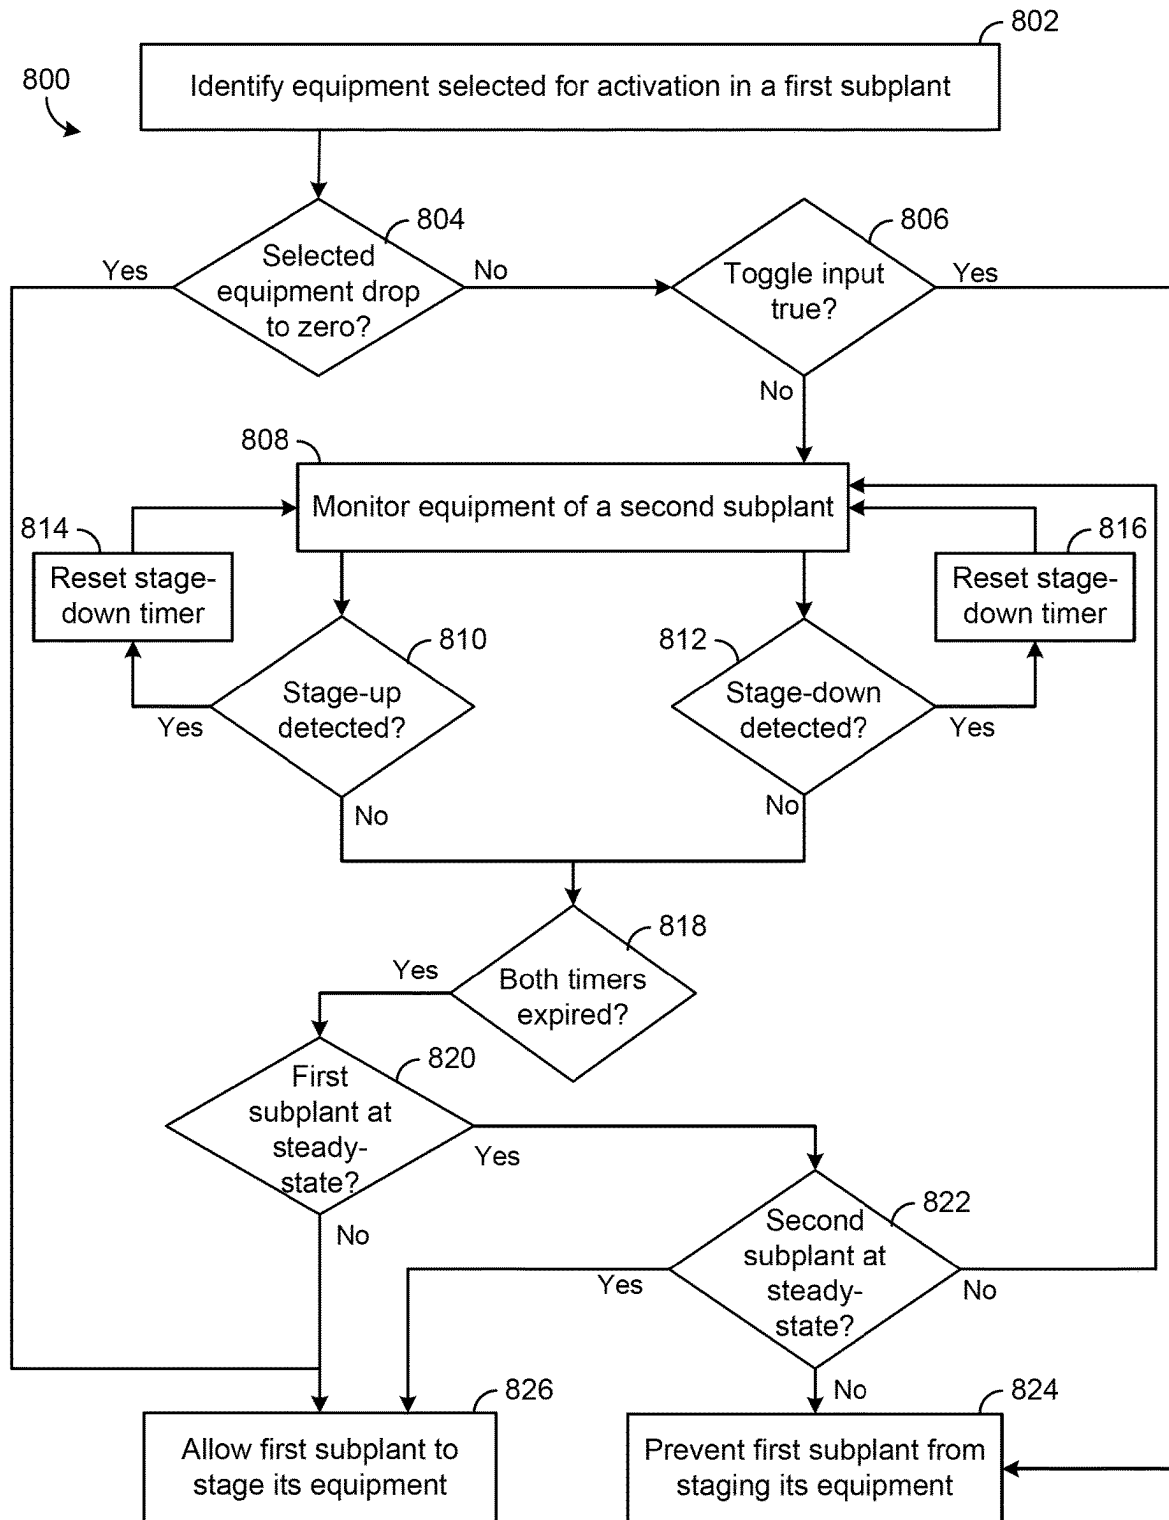 802
Identify equipment selected for activation in a first subplant
800
804
Selected
equipment drop
to zero?
Yes
No
806
Toggle input
true?
Yes
No
808
Monitor equipment of a second subplant
814
Reset stage-
down timer
816
Reset stage-
down timer
810
Stage-up
detected?
Yes
No
812
Stage-down
detected?
Yes
No
818
Both timers
expired?
Yes
820
First
subplant at
steady-
state?
Yes
No
822
Second
subplant at
steady-
state?
Yes
No
No
826
Allow first subplant to
stage its equipment
824
Prevent first subplant from
staging its equipment